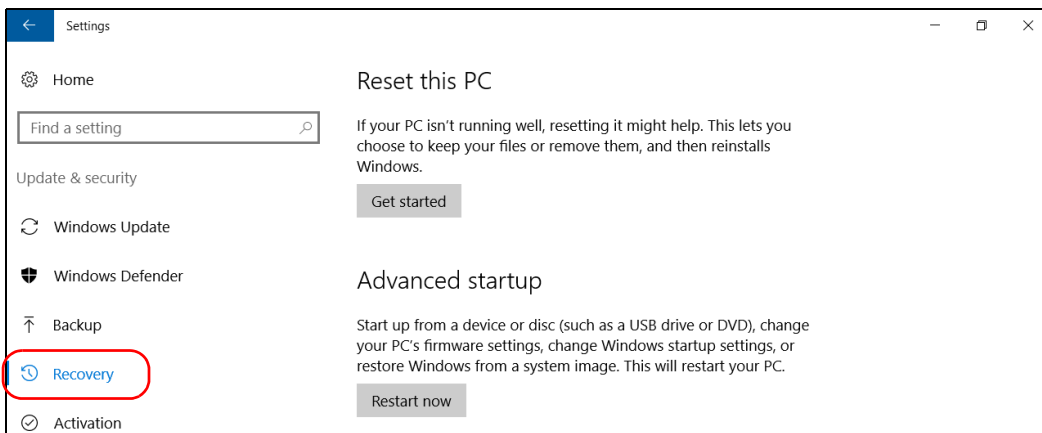 Settings
Home
Find a setting
Update & security
Windows Update
Windows Defender
Backup
Recovery
Activation
Reset this PC
If your PC isn't running well, resetting it might help. This lets you
choose to keep your files or remove them, and then reinstalls
Windows.
Get started
Advanced startup
Start up from a device or disc (such as a USB drive or DVD), change
your PC's firmware settings, change Windows startup settings, or
restore Windows from a system image. This will restart your PC.
Restart now